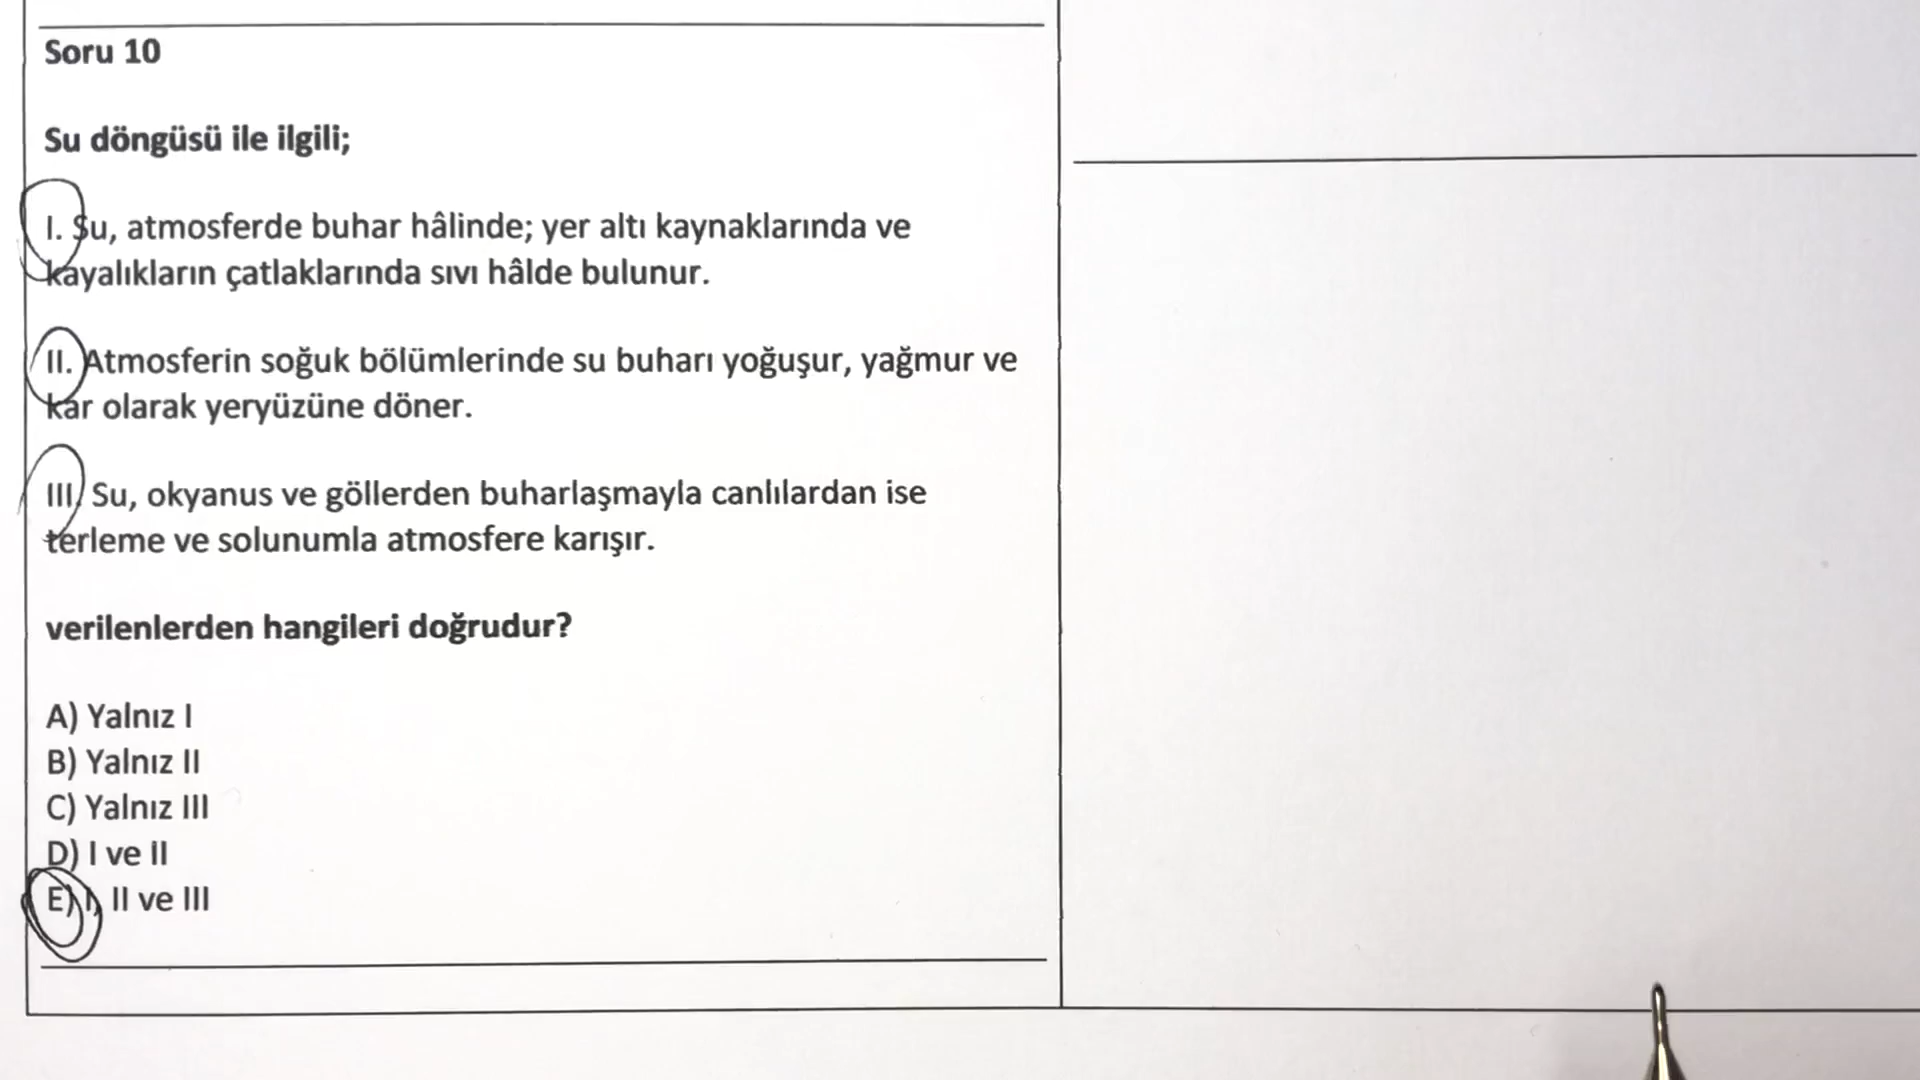 Soru 10
Su döngüsü ile ilgili;
I. Su, atmosferde buhar hâlinde; yer altı kaynaklarında ve
kayalıkların çatlaklarında sıvı hâlde bulunur.
II. Atmosferin soğuk bölümlerinde su buharı yoğuşur, yağmur ve
kar olarak yeryüzüne döner.
III. Su, okyanus ve göllerden buharlaşmayla canlılardan ise
terleme ve solunumla atmosfere karışır.
verilenlerden hangileri doğrudur?
A) Yalnız I
B) Yalnız II
C) Yalnız III
D) I ve II
E) I, II ve III